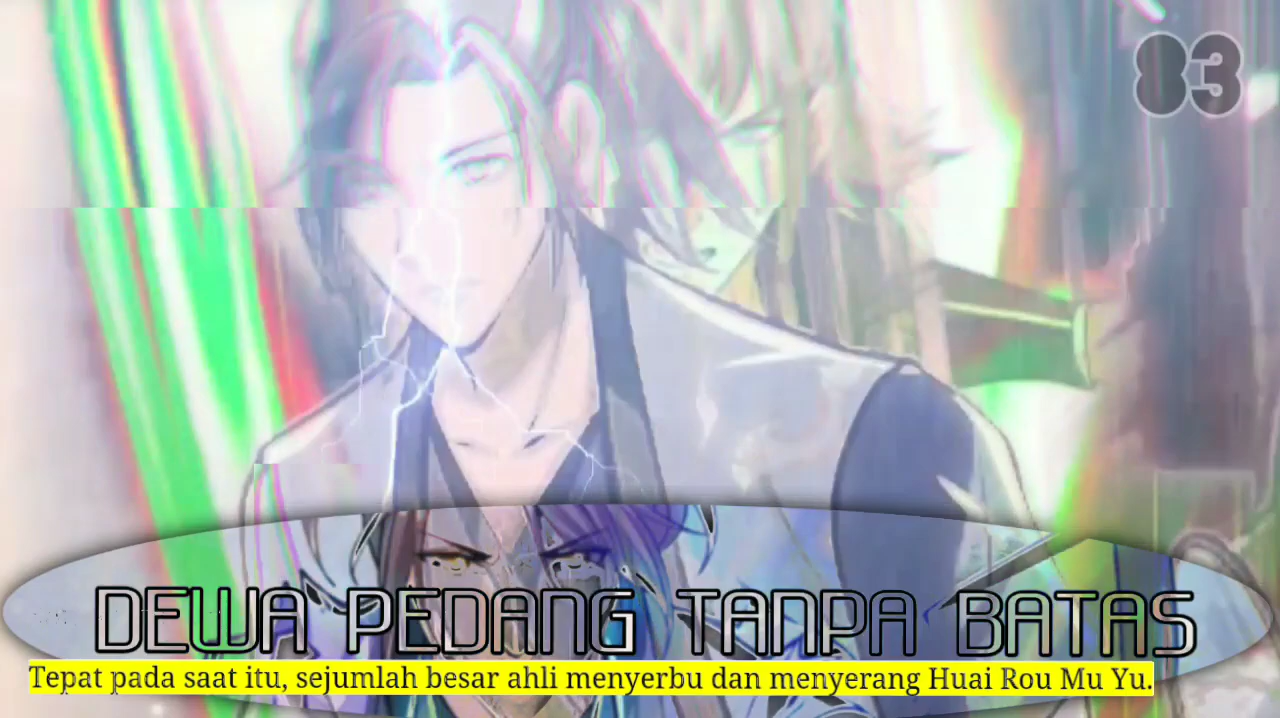 83
DEWA PEDANG TANPA BATAS
Tepat pada saat itu, sejumlah besar ahli menyerbu dan menyerang Huai Rou Mu Yu.